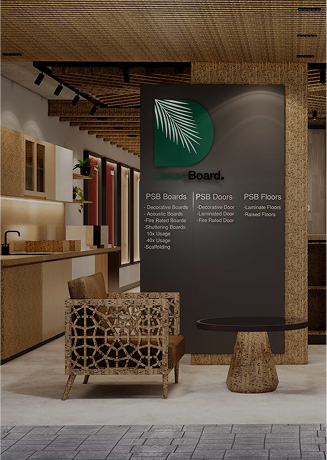 Board.
PSB Boards
- Decorative Boards
- Acoustic Boards
- Fire Rated Boards
- Shuttering Boards
10x Usage
40x Usage
-Scaffolding
PSB Doors
-Decorative Door
-Laminated Door
-Fire Rated Door
PSB Floors
-Laminate Floors
-Raised Floors